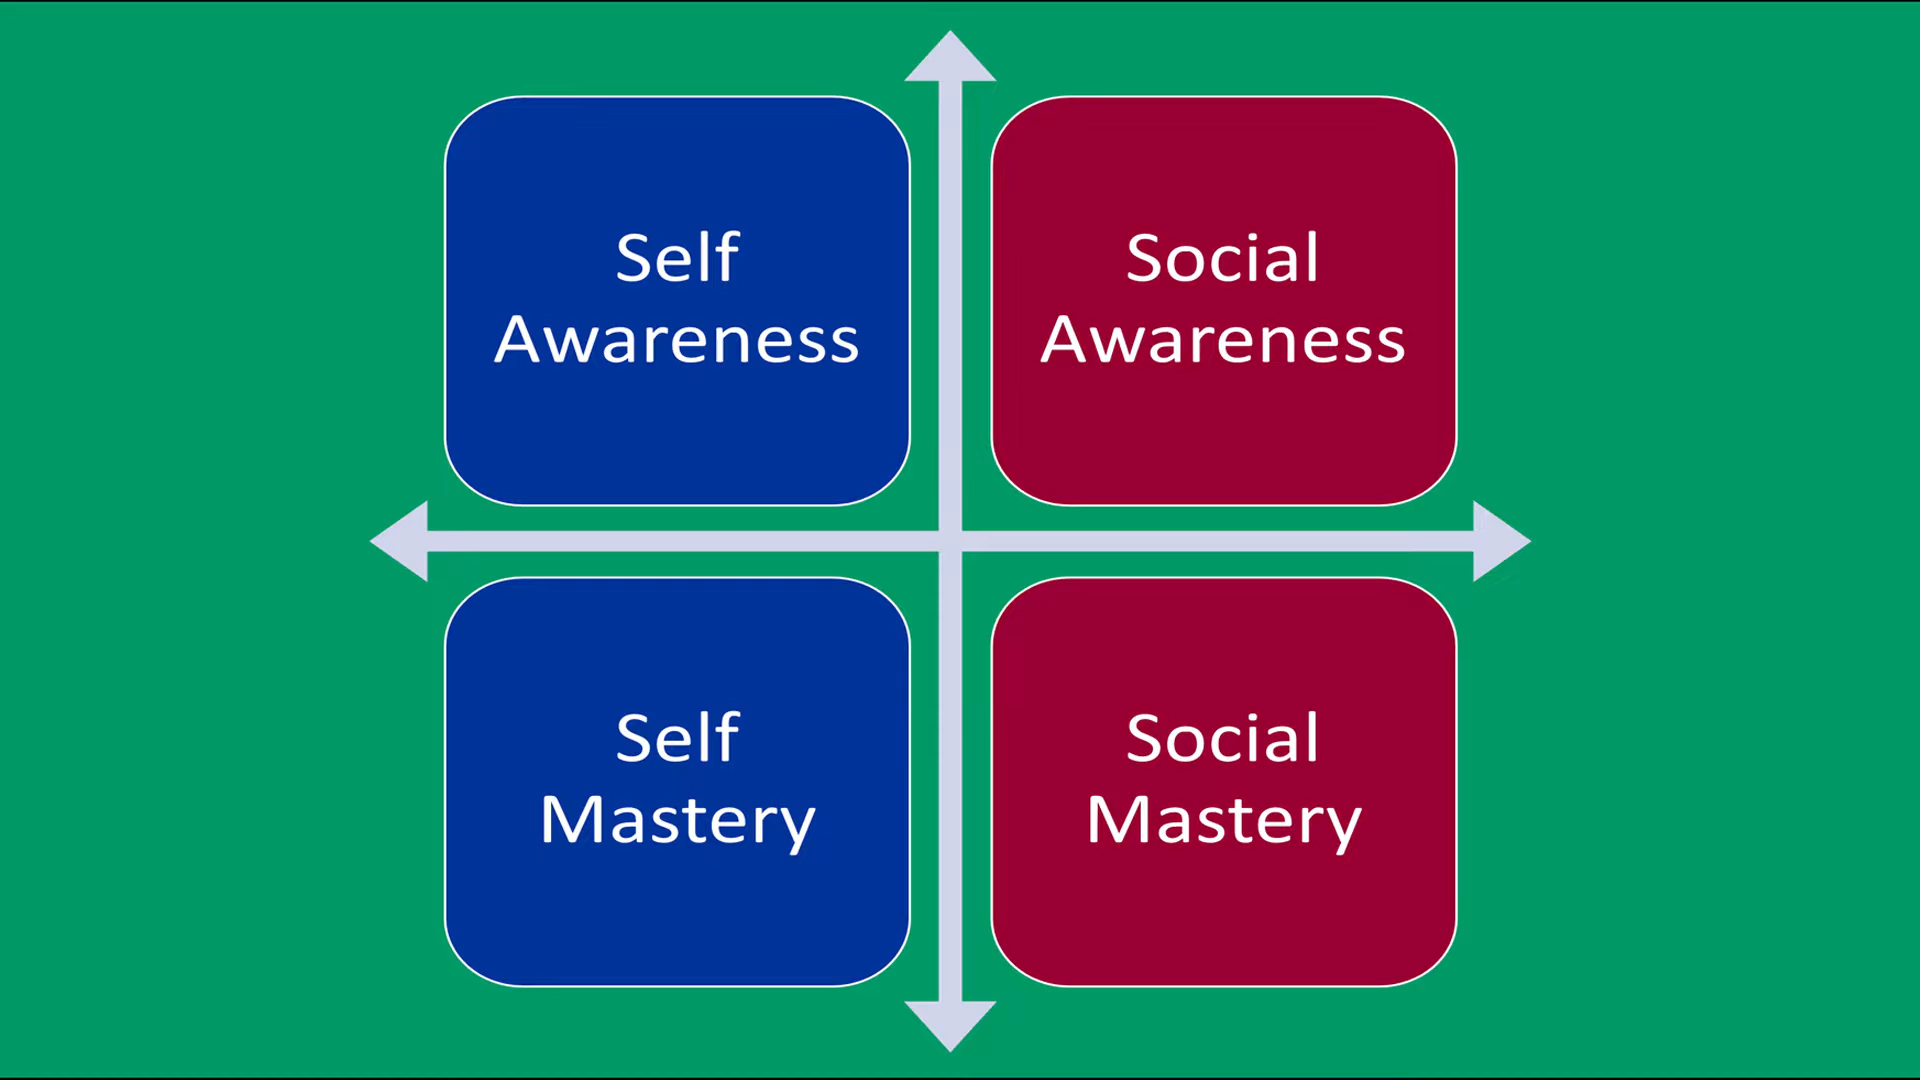 Self
Awareness
Social
Awareness
Self
Mastery
Social
Mastery